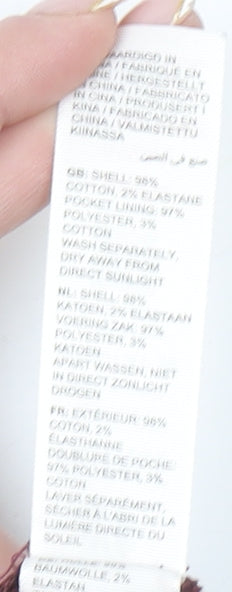 VAARDIGD IN
CHINA / FABRIQUÉ EN
CHINE / HERGESTELLT
IN CHINA / FABBRICATO
IN CINA / PRODUSERT I
KINA / FABRICADO EN
CHINA / VALMISTETTU
KIINASSA
صنع في الصين
GB: SHELL: 98%
COTTON, 2% ELASTANE
POCKET LINING: 97%
POLYESTER, 3%
COTTON
WASH SEPARATELY,
DRY AWAY FROM
DIRECT SUNLIGHT
NL: SHELL: 98%
KATOEN, 2% ELASTAAN
VOERING ZAK: 97%
POLYESTER, 3%
KATOEN
APART WASSEN, NIET
IN DIRECT ZONLICHT
DROGEN
FR: EXTÉRIEUR: 98%
COTON, 2%
ÉLASTHANNE
DOUBLURE DE POCHE:
97% POLYESTER, 3%
COTON
LAVER SÉPARÉMENT,
SÉCHER À L'ABRI DE LA
LUMIÈRE DIRECTE DU
SOLEIL
BAUMWOLLE, 2%
ELASTAN